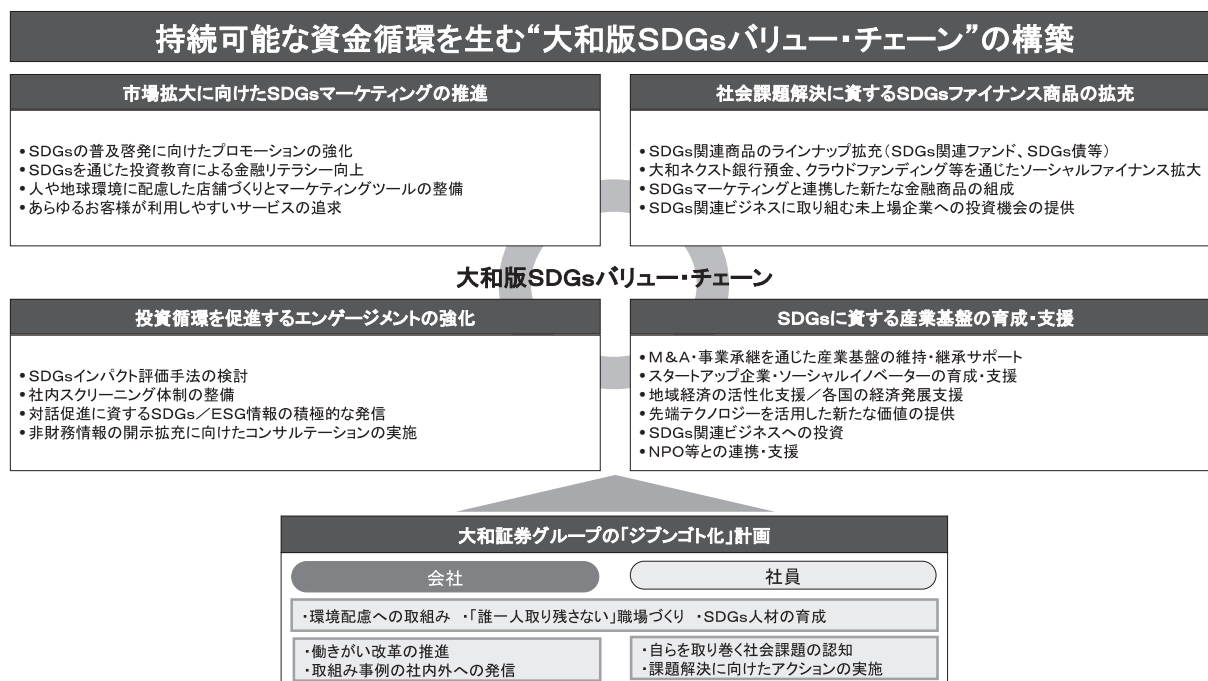 持続可能な資金循環を生む“大和版SDGsバリュー・チェーン”の構築
市場拡大に向けたSDGsマーケティングの推進
•SDGsの普及啓発に向けたプロモーションの強化
•SDGsを通じた投資教育による金融リテラシー向上
•人や地球環境に配慮した店舗づくりとマーケティングツールの整備
•あらゆるお客様が利用しやすいサービスの追求
社会課題解決に資するSDGsファイナンス商品の拡充
•SDGs関連商品のラインナップ拡充（SDGs関連ファンド、SDGs債等）
•大和ネクスト銀行預金、クラウドファンディング等を通じたソーシャルファイナンス拡大
•SDGsマーケティングと連携した新たな金融商品の組成
•SDGs関連ビジネスに取り組む未上場企業への投資機会の提供
大和版SDGsバリュー・チェーン
投資循環を促進するエンゲージメントの強化
•SDGsインパクト評価手法の検討
•社内スクリーニング体制の整備
•対話促進に資するSDGs／ESG情報の積極的な発信
•非財務情報の開示拡充に向けたコンサルテーションの実施
SDGsに資する産業基盤の育成・支援
•M&A・事業承継を通じた産業基盤の維持・継承サポート
•スタートアップ企業・ソーシャルイノベーターの育成・支援
•地域経済の活性化支援／各国の経済発展支援
•先端テクノロジーを活用した新たな価値の提供
•SDGs関連ビジネスへの投資
•NPO等との連携・支援
大和証券グループの「ジブンゴト化」計画
会社
社員
・環境配慮への取組み ・「誰一人取り残さない」職場づくり ・SDGs人材の育成
・働きがい改革の推進
・取組み事例の社内外への発信
・自らを取り巻く社会課題の認知
・課題解決に向けたアクションの実施